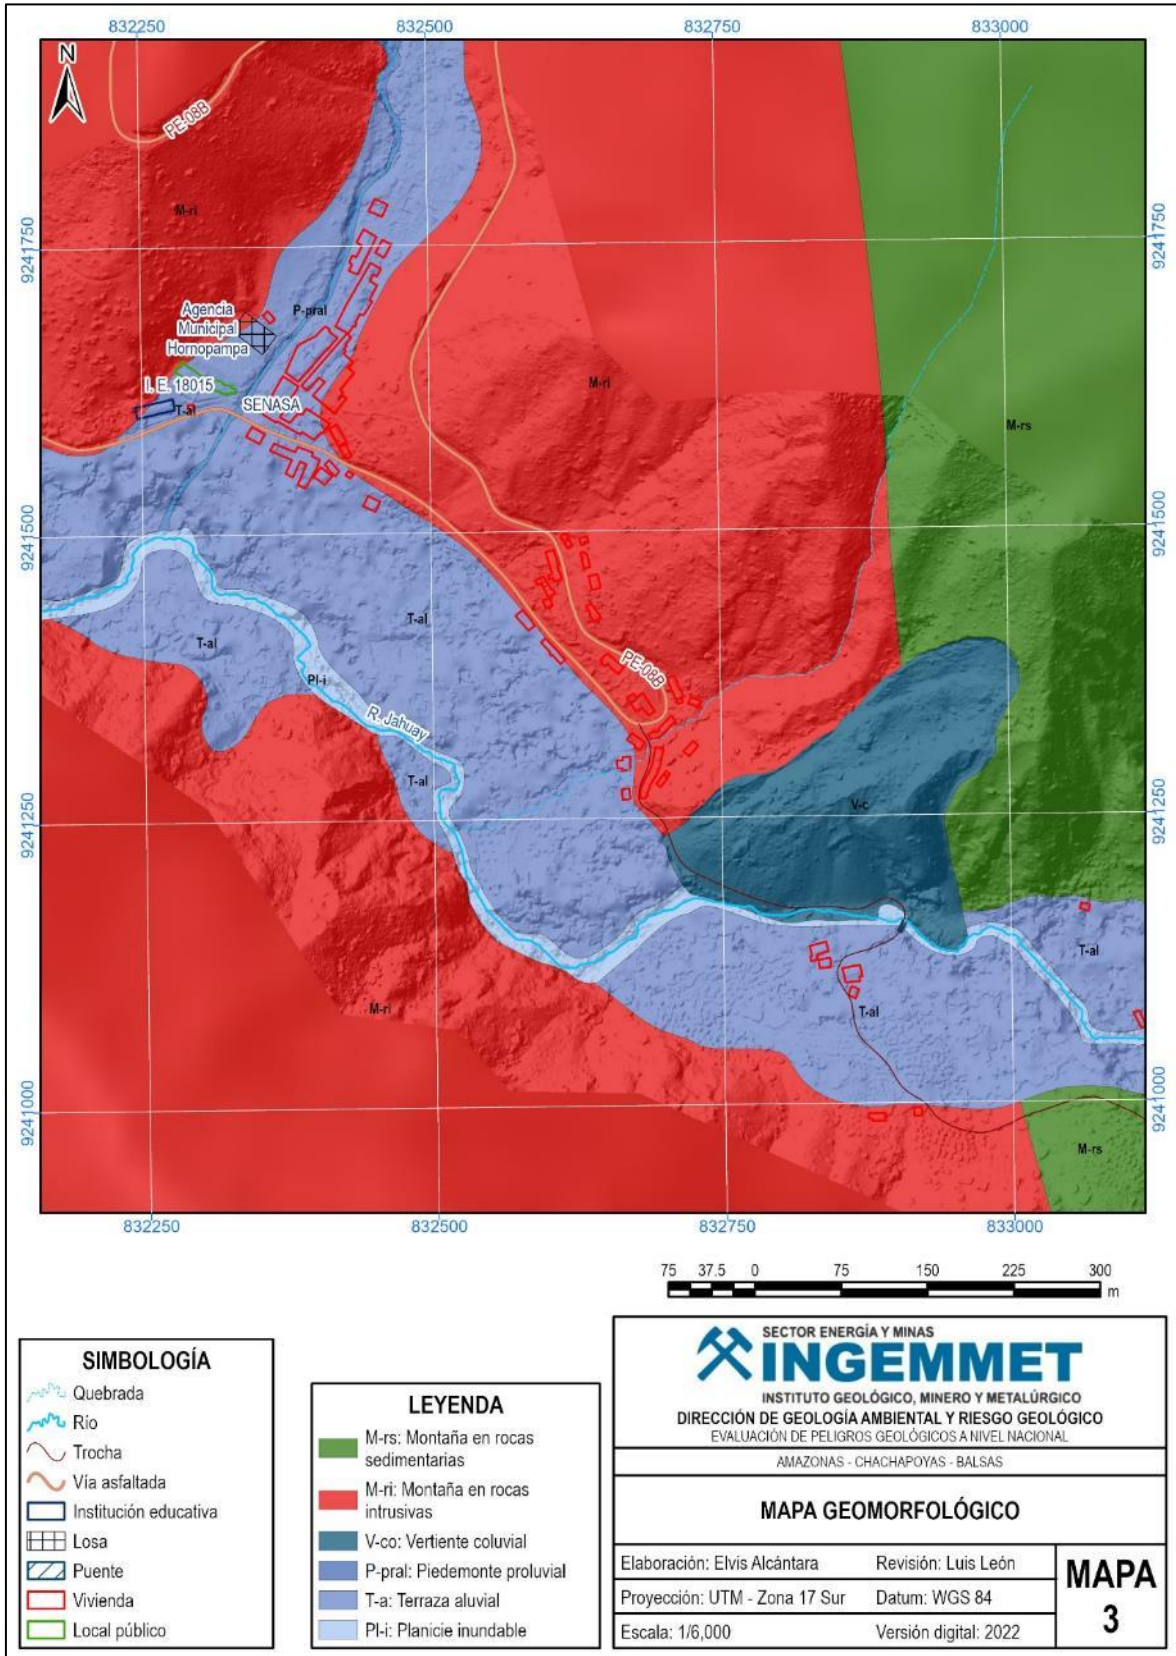 832250 832500 832750 833000
N
PE-08B
M-ri
9241750 9241750
Agencia
Municipal
Hornopampa
P-pral
I. E. 18015
T-al
SENASA
M-ri
M-rs
9241500 9241500
T-al
T-al
Pl-i
PE-08B
R. Jahuay
T-al
V-c
9241250 9241250
T-al
M-ri
T-al
9241000 9241000
M-rs
832250 832500 832750 833000
75 37.5 0 75 150 225 300
m
SIMBOLOGÍA
Quebrada
Río
Trocha
Vía asfaltada
Institución educativa
Losa
Puente
Vivienda
Local público
LEYENDA
M-rs: Montaña en rocas
sedimentarias
M-ri: Montaña en rocas
intrusivas
V-co: Vertiente coluvial
P-pral: Piedemonte proluvial
T-a: Terraza aluvial
Pl-i: Planicie inundable
SECTOR ENERGÍA Y MINAS
INGEMMET
INSTITUTO GEOLÓGICO, MINERO Y METALÚRGICO
DIRECCIÓN DE GEOLOGÍA AMBIENTAL Y RIESGO GEOLÓGICO
EVALUACIÓN DE PELIGROS GEOLÓGICOS A NIVEL NACIONAL
AMAZONAS - CHACHAPOYAS - BALSAS
MAPA GEOMORFOLÓGICO
Elaboración: Elvis Alcántara Revisión: Luis León
Proyección: UTM - Zona 17 Sur Datum: WGS 84
Escala: 1/6,000 Versión digital: 2022
MAPA
3